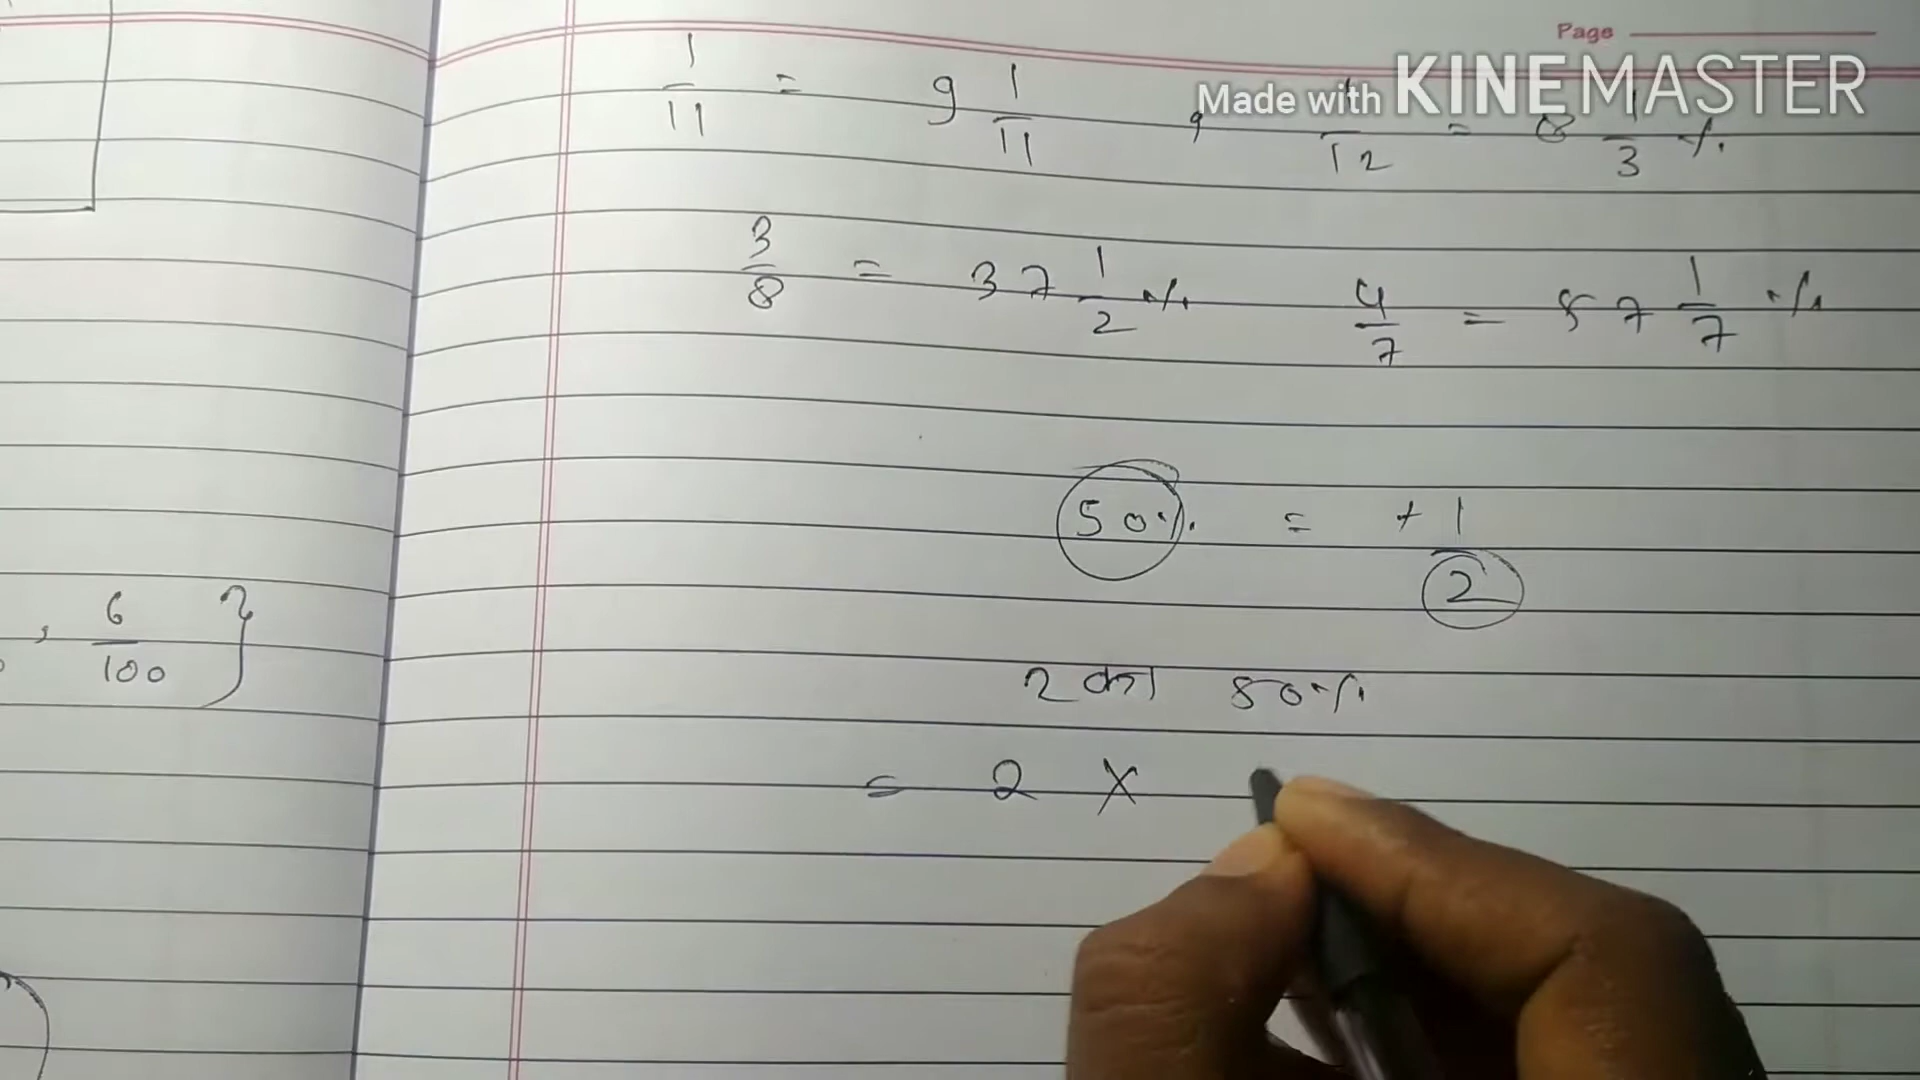 Page
Made with KINEMASTER
1/11 = 9 1/11 , 1/12 = 8 1/3 %
3/8 = 37 1/2 % 4/7 = 57 1/7 %
50% = + 1/2
, 6/100 }
2 का 50%
= 2 X